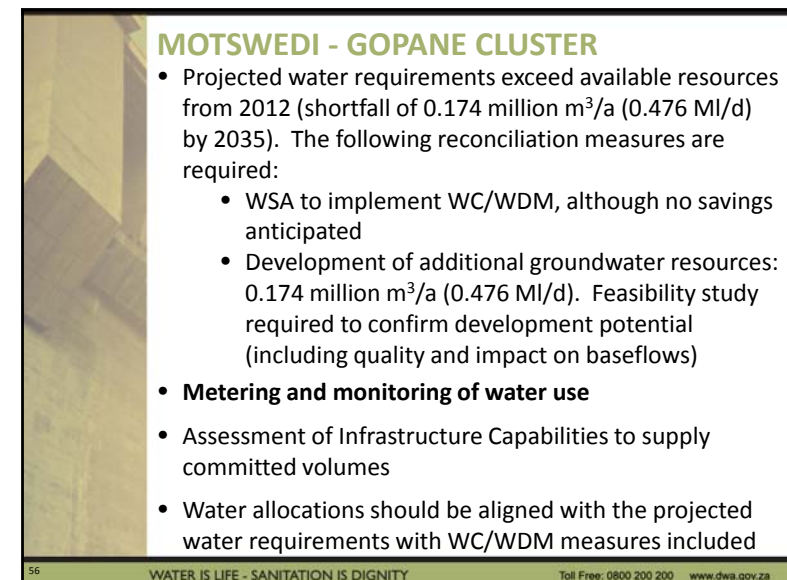 MOTSWEDI - GOPANE CLUSTER
• Projected water requirements exceed available resources
from 2012 (shortfall of 0.174 million m³/a (0.476 Ml/d)
by 2035). The following reconciliation measures are
required:
• WSA to implement WC/WDM, although no savings
anticipated
• Development of additional groundwater resources:
0.174 million m³/a (0.476 Ml/d). Feasibility study
required to confirm development potential
(including quality and impact on baseflows)
• Metering and monitoring of water use
• Assessment of Infrastructure Capabilities to supply
committed volumes
• Water allocations should be aligned with the projected
water requirements with WC/WDM measures included
56 WATER IS LIFE - SANITATION IS DIGNITY Toll Free: 0800 200 200 www.dwa.gov.za